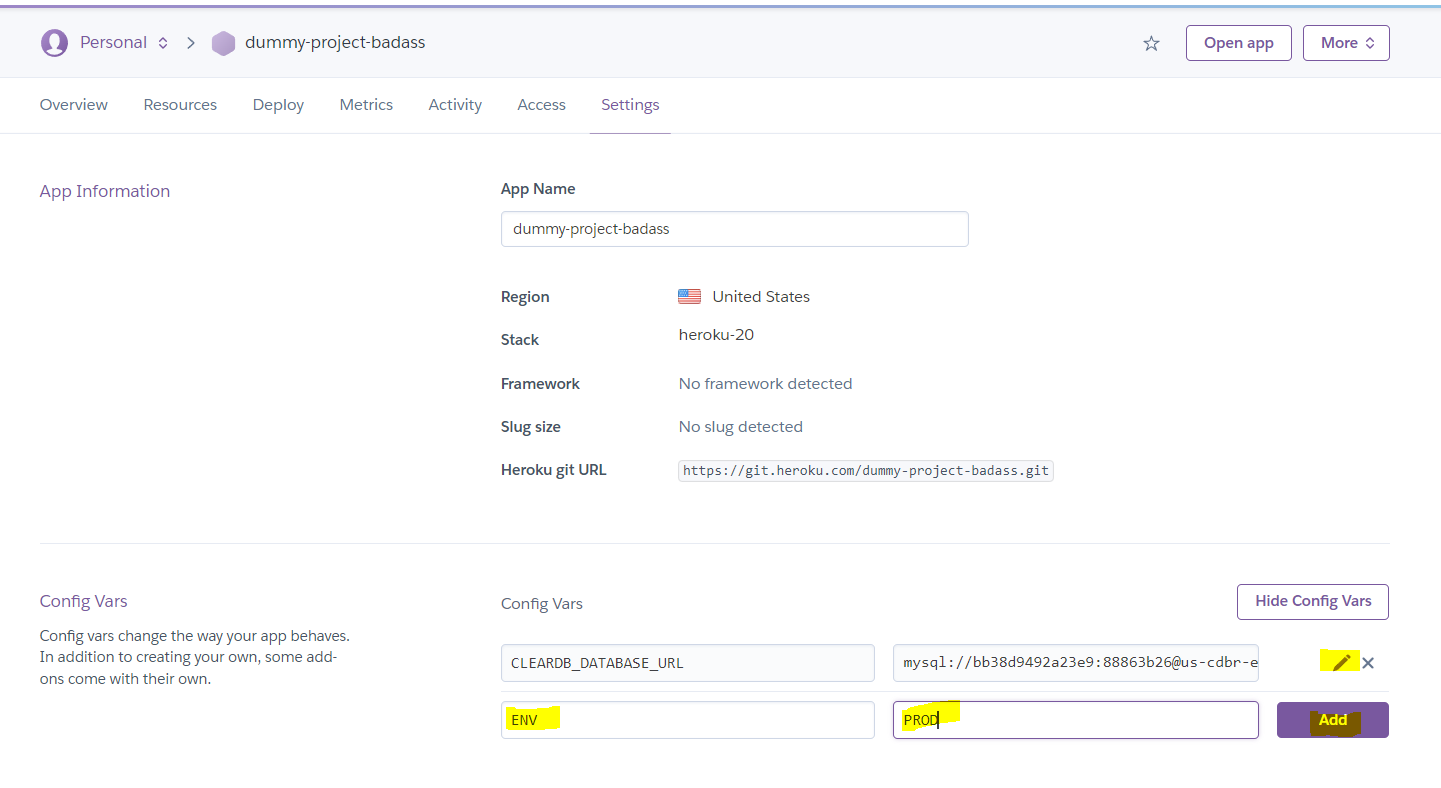 Personal
dummy-project-badass
Open app
More
Overview
Resources
Deploy
Metrics
Activity
Access
Settings
App Information
App Name
dummy-project-badass
Region
United States
Stack
heroku-20
Framework
No framework detected
Slug size
No slug detected
Heroku git URL
https://git.heroku.com/dummy-project-badass.git
Config Vars
Config vars change the way your app behaves.
In addition to creating your own, some add-
ons come with their own.
Config Vars
Hide Config Vars
CLEARDB_DATABASE_URL
mysql://bb38d9492a23e9:88863b26@us-cdbr-e
ENV
PROD
Add